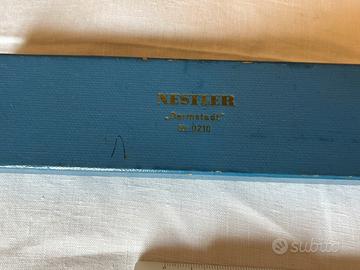 NESTLER
„Darmstadt"
Nr. 0210
subito